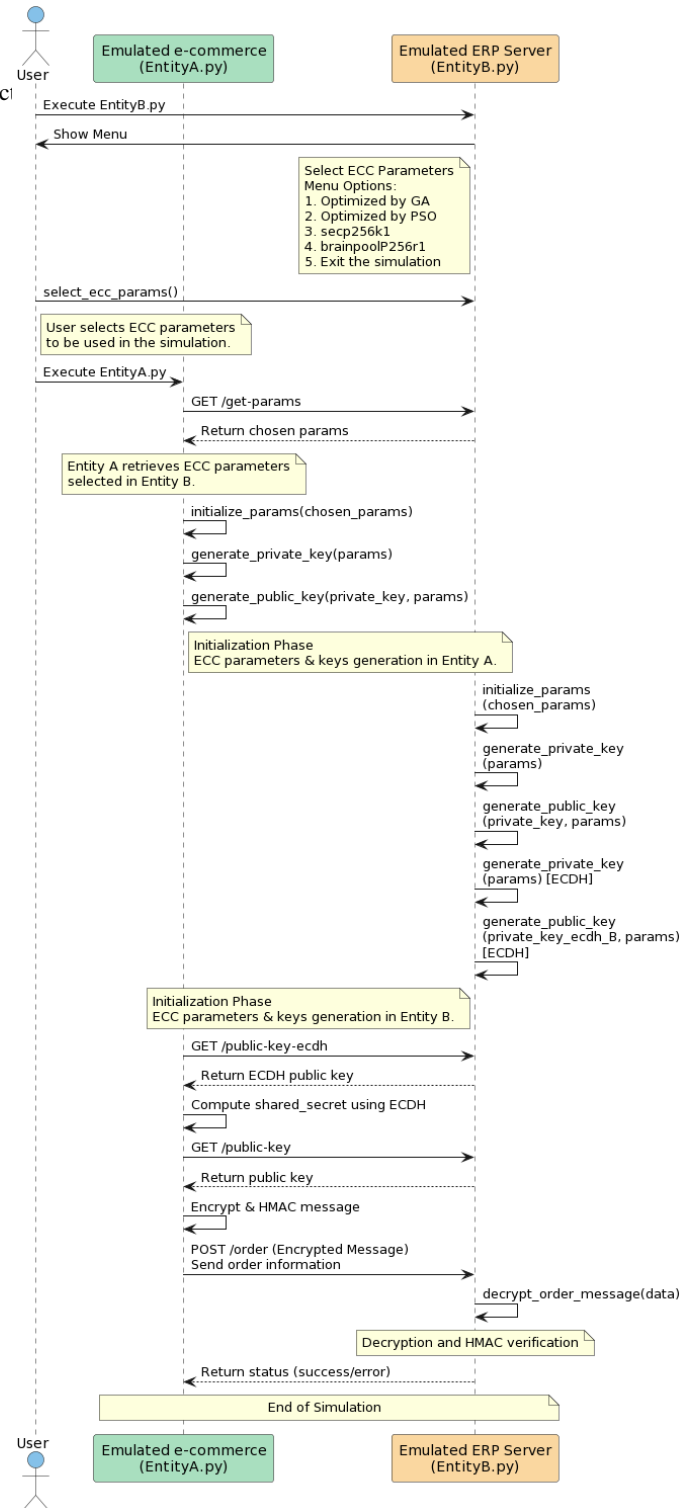 User
Emulated e-commerce
(EntityA.py)
Emulated ERP Server
(EntityB.py)
Execute EntityB.py
Show Menu
Select ECC Parameters
Menu Options:
1. Optimized by GA
2. Optimized by PSO
3. secp256k1
4. brainpoolP256r1
5. Exit the simulation
select_ecc_params()
User selects ECC parameters
to be used in the simulation.
Execute EntityA.py
GET /get-params
Return chosen params
Entity A retrieves ECC parameters
selected in Entity B.
initialize_params(chosen_params)
generate_private_key(params)
generate_public_key(private_key, params)
Initialization Phase
ECC parameters & keys generation in Entity A.
initialize_params
(chosen_params)
generate_private_key
(params)
generate_public_key
(private_key, params)
generate_private_key
(params) [ECDH]
generate_public_key
(private_key_ecdh_B, params)
[ECDH]
Initialization Phase
ECC parameters & keys generation in Entity B.
GET /public-key-ecdh
Return ECDH public key
Compute shared_secret using ECDH
GET /public-key
Return public key
Encrypt & HMAC message
POST /order (Encrypted Message)
Send order information
decrypt_order_message(data)
Decryption and HMAC verification
Return status (success/error)
End of Simulation
User
Emulated e-commerce
(EntityA.py)
Emulated ERP Server
(EntityB.py)